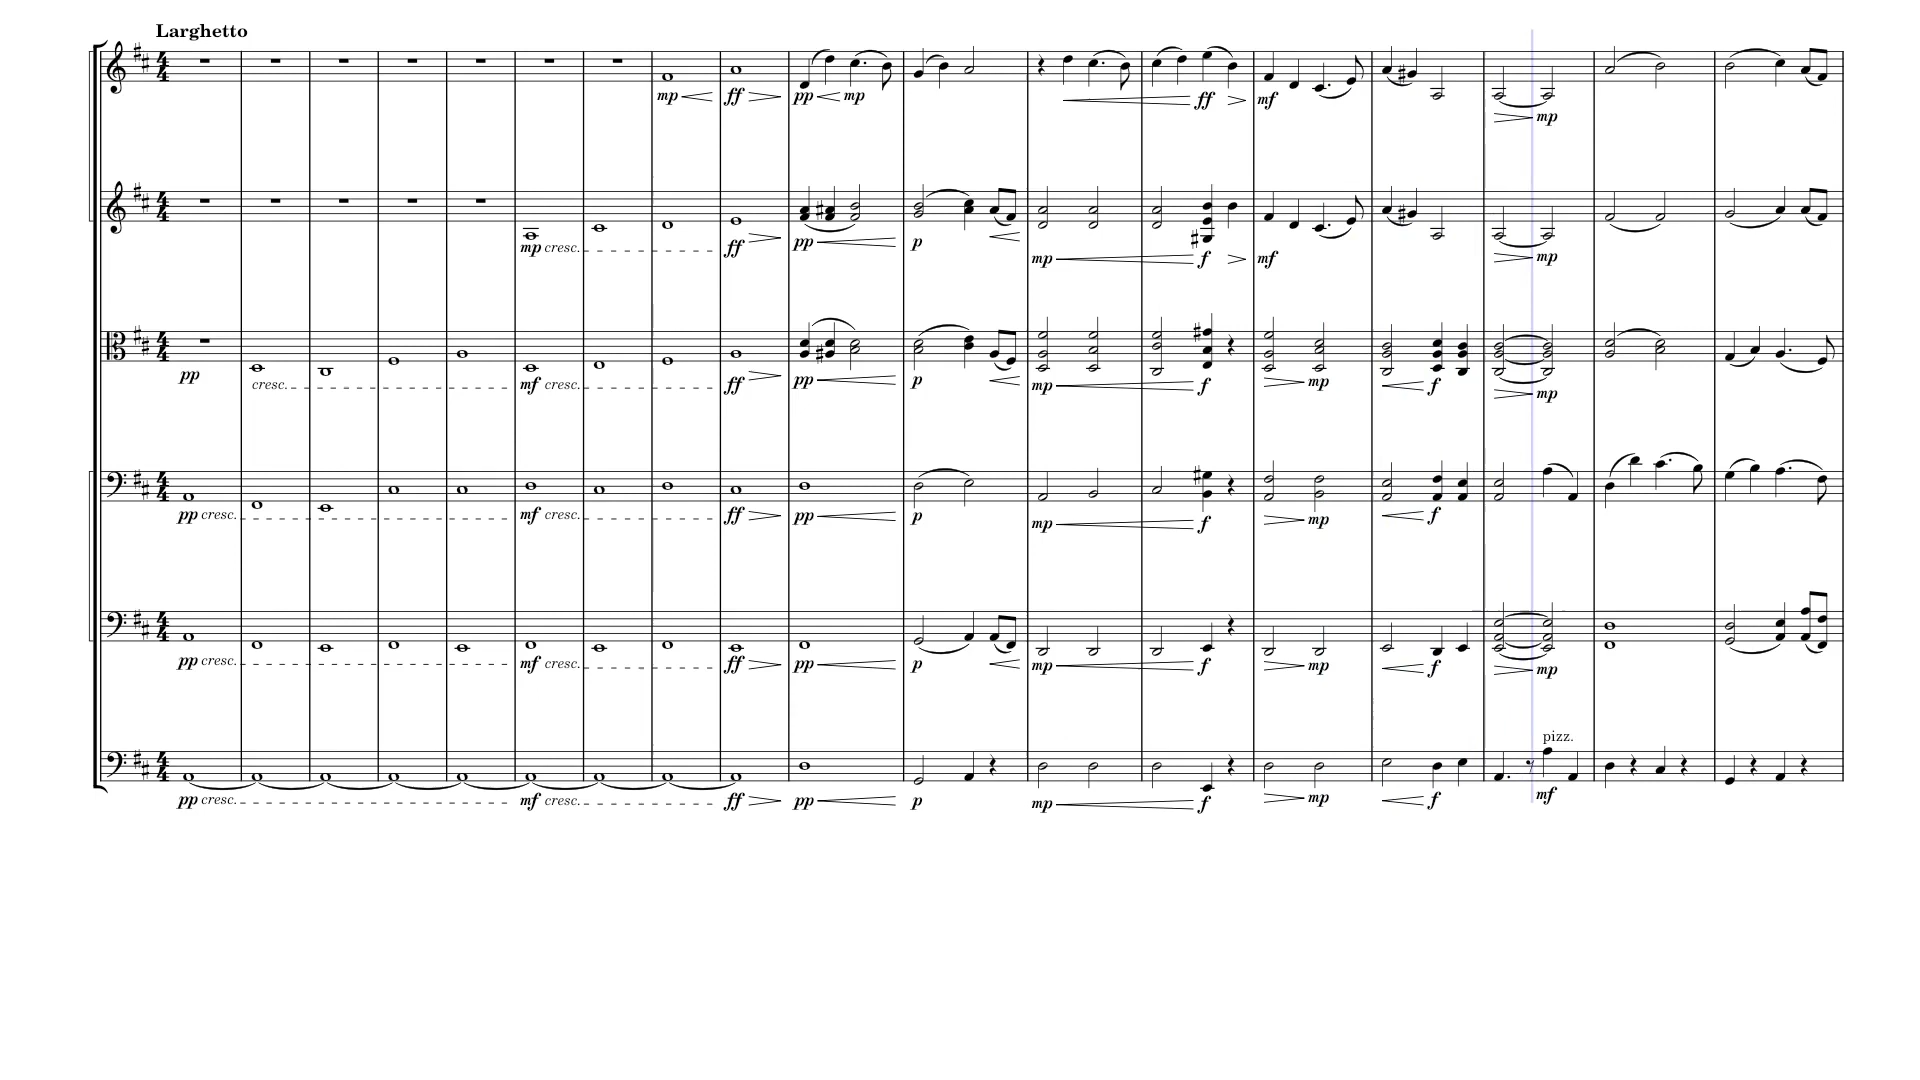 Larghetto
mp ff pp mp ff mf mp
mp cresc. ff pp p mp f mf mp
pp cresc. mf cresc. ff pp p mp f mp f mp
pp cresc. mf cresc. ff pp p mp f mp f
pp cresc. mf cresc. ff pp p mp f mp f mp
pizz.
pp cresc. mf cresc. ff pp p mp f mp f mf